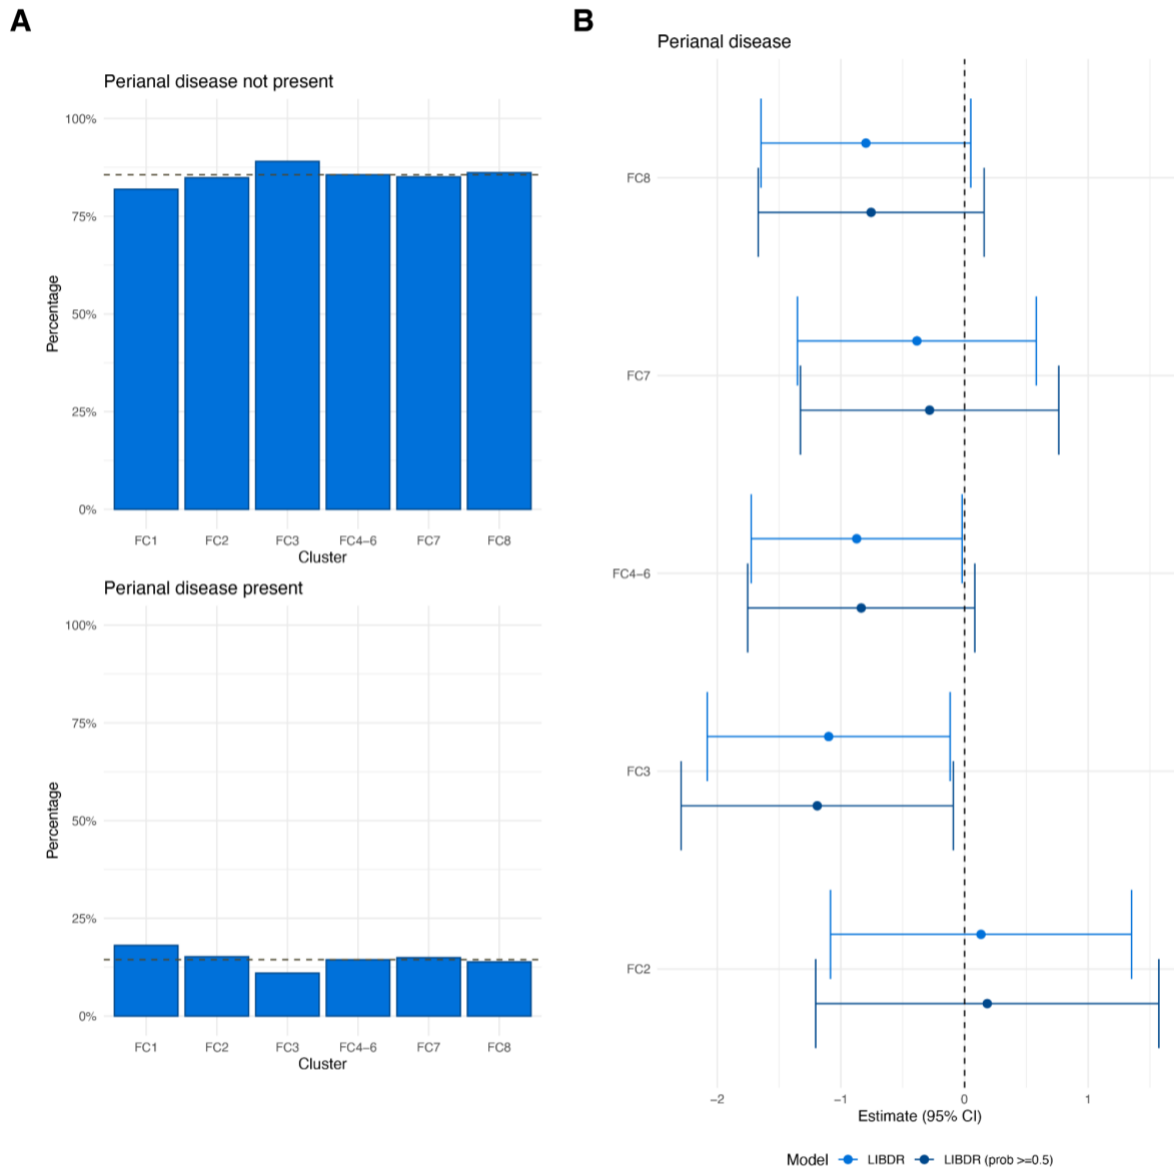 A
Perianal disease not present
100%
75%
50%
25%
0%
Percentage
FC1 FC2 FC3 FC4–6 FC7 FC8
Cluster
Perianal disease present
100%
75%
50%
25%
0%
Percentage
FC1 FC2 FC3 FC4–6 FC7 FC8
Cluster
B
Perianal disease
FC8
FC7
FC4–6
FC3
FC2
−2 −1 0 1
Estimate (95% CI)
Model LIBDR LIBDR (prob >=0.5)